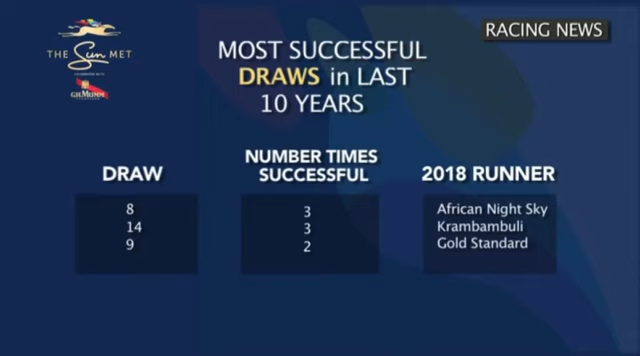 RACING NEWS
THE Sun MET
G.H.MUMM
MOST SUCCESSFUL
DRAWS in LAST
10 YEARS
DRAW
NUMBER TIMES
SUCCESSFUL
2018 RUNNER
8 3 African Night Sky
14 3 Krambambuli
9 2 Gold Standard